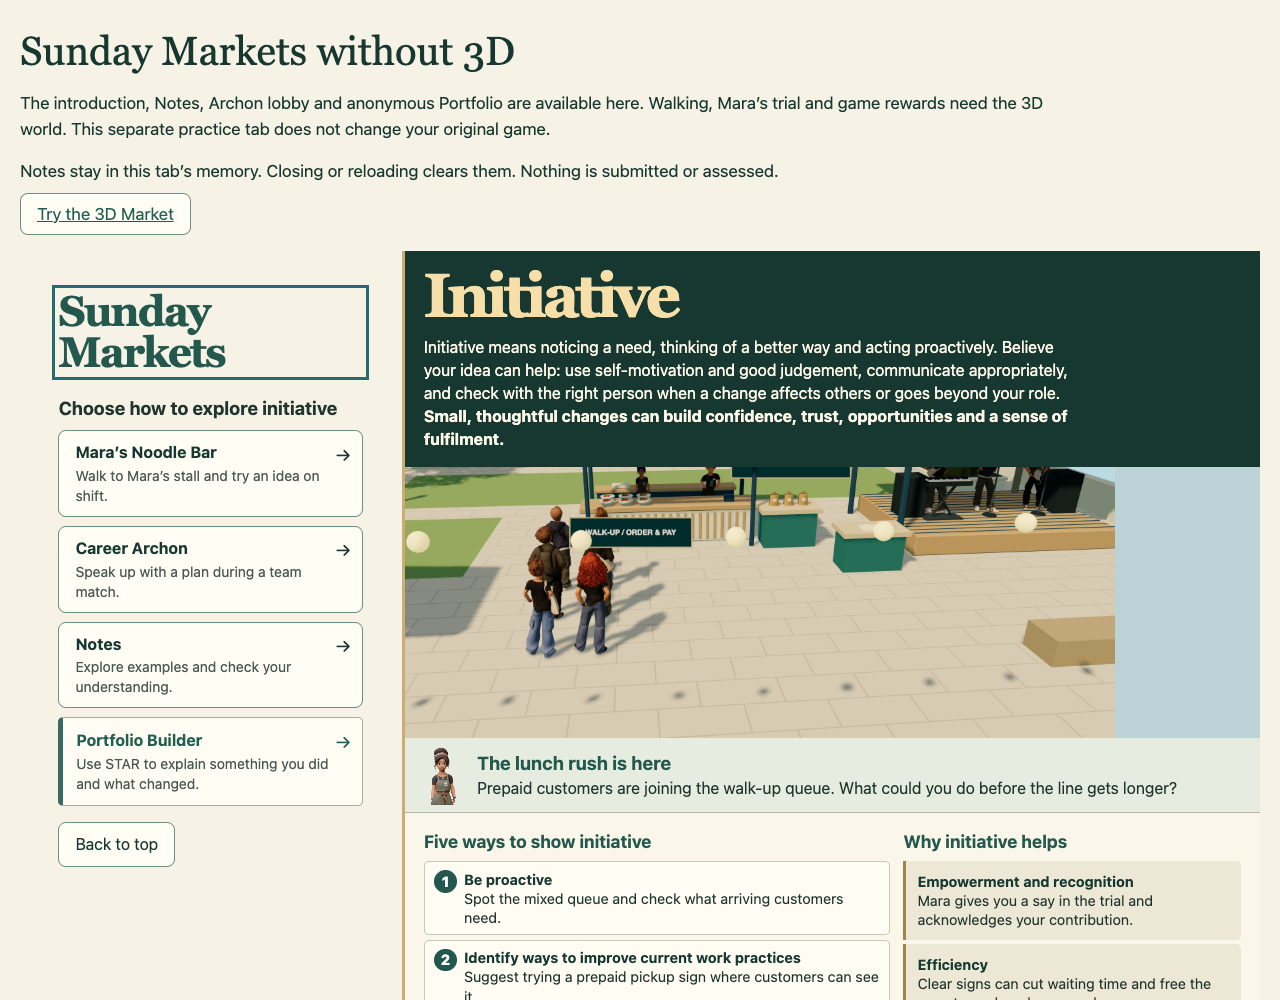 Sunday Markets without 3D
The introduction, Notes, Archon lobby and anonymous Portfolio are available here. Walking, Mara’s trial and game rewards need the 3D
world. This separate practice tab does not change your original game.
Notes stay in this tab’s memory. Closing or reloading clears them. Nothing is submitted or assessed.
Try the 3D Market
Sunday
Markets
Choose how to explore initiative
Mara’s Noodle Bar →
Walk to Mara’s stall and try an idea on
shift.
Career Archon →
Speak up with a plan during a team
match.
Notes →
Explore examples and check your
understanding.
Portfolio Builder →
Use STAR to explain something you did
and what changed.
Back to top
Initiative
Initiative means noticing a need, thinking of a better way and acting proactively. Believe
your idea can help: use self-motivation and good judgement, communicate appropriately,
and check with the right person when a change affects others or goes beyond your role.
Small, thoughtful changes can build confidence, trust, opportunities and a sense of
fulfilment.
WALK-UP / ORDER & PAY
The lunch rush is here
Prepaid customers are joining the walk-up queue. What could you do before the line gets longer?
Five ways to show initiative
1 Be proactive
Spot the mixed queue and check what arriving customers
need.
2 Identify ways to improve current work practices
Suggest trying a prepaid pickup sign where customers can see
it.
Why initiative helps
Empowerment and recognition
Mara gives you a say in the trial and
acknowledges your contribution.
Efficiency
Clear signs can cut waiting time and free the